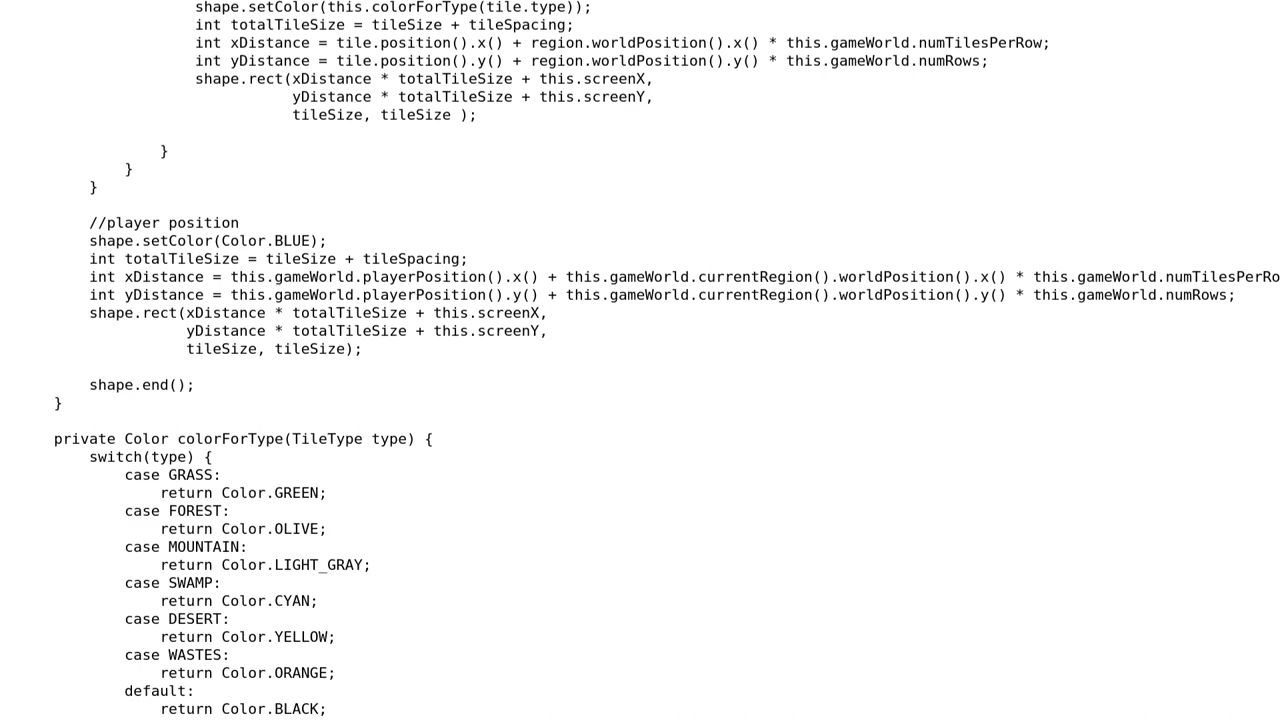 shape.setColor(this.colorForType(tile.type));
int totalTileSize = tileSize + tileSpacing;
int xDistance = tile.position().x() + region.worldPosition().x() * this.gameWorld.numTilesPerRow;
int yDistance = tile.position().y() + region.worldPosition().y() * this.gameWorld.numRows;
shape.rect(xDistance * totalTileSize + this.screenX,
yDistance * totalTileSize + this.screenY,
tileSize, tileSize );
}
}
}
//player position
shape.setColor(Color.BLUE);
int totalTileSize = tileSize + tileSpacing;
int xDistance = this.gameWorld.playerPosition().x() + this.gameWorld.currentRegion().worldPosition().x() * this.gameWorld.numTilesPerRo
int yDistance = this.gameWorld.playerPosition().y() + this.gameWorld.currentRegion().worldPosition().y() * this.gameWorld.numRows;
shape.rect(xDistance * totalTileSize + this.screenX,
yDistance * totalTileSize + this.screenY,
tileSize, tileSize);
shape.end();
}
private Color colorForType(TileType type) {
switch(type) {
case GRASS:
return Color.GREEN;
case FOREST:
return Color.OLIVE;
case MOUNTAIN:
return Color.LIGHT_GRAY;
case SWAMP:
return Color.CYAN;
case DESERT:
return Color.YELLOW;
case WASTES:
return Color.ORANGE;
default:
return Color.BLACK;